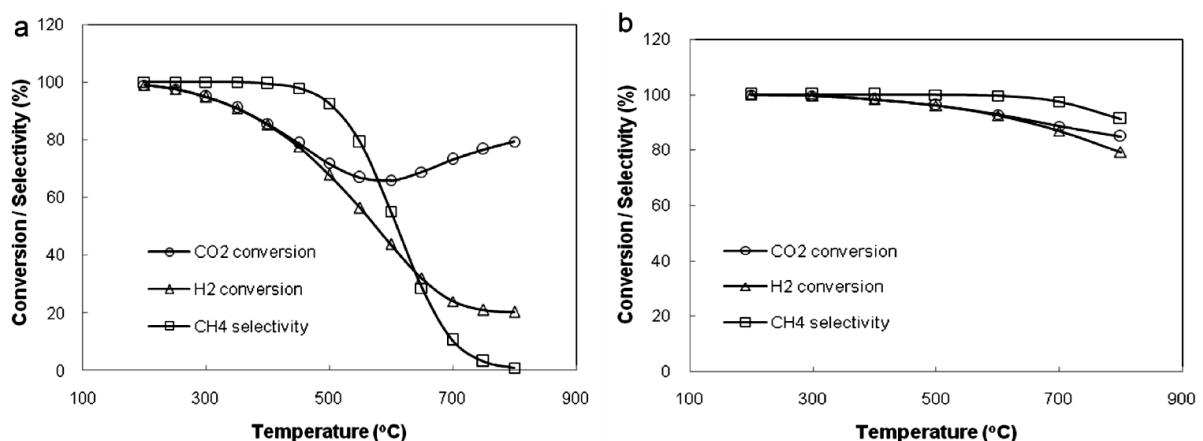 a
120
100
80
60
40
20
0
Conversion / Selectivity (%)
CO2 conversion
H2 conversion
CH4 selectivity
100 300 500 700 900
Temperature (°C)
b
120
100
80
60
40
20
0
Conversion / Selectivity (%)
CO2 conversion
H2 conversion
CH4 selectivity
100 300 500 700 900
Temperature (°C)